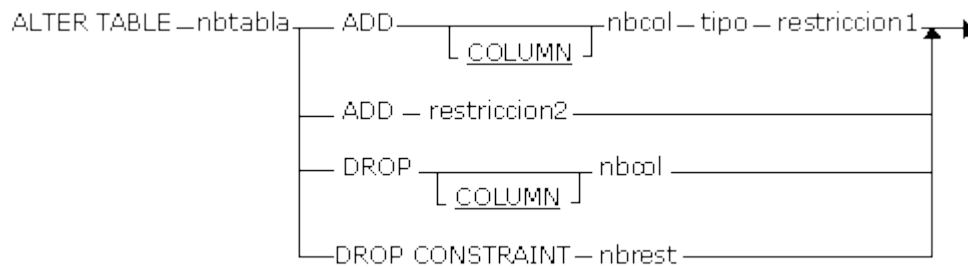 ALTER TABLE nbtabla ADD COLUMN nbcol tipo restriccion1
ADD restriccion2
DROP COLUMN nbcol
DROP CONSTRAINT nbrest